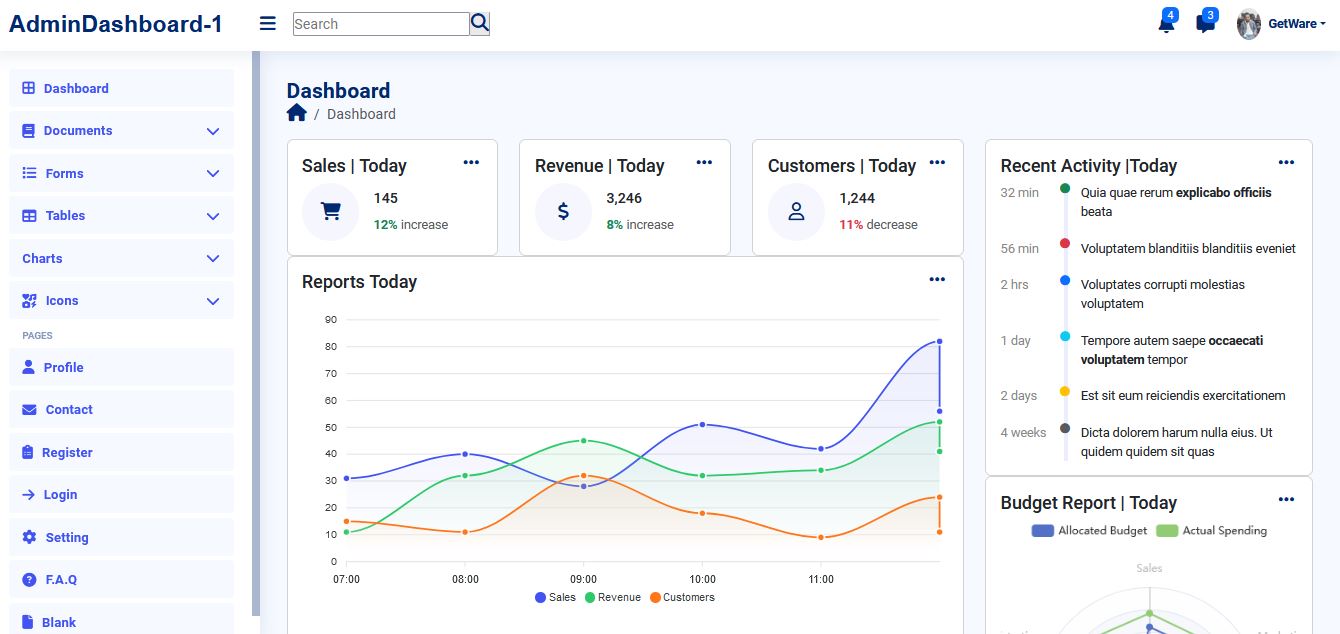 AdminDashboard-1
Search
4
3
GetWare
Dashboard
Documents
Forms
Tables
Charts
Icons
PAGES
Profile
Contact
Register
Login
Setting
F.A.Q
Blank
Dashboard
/ Dashboard
Sales | Today
145
12% increase
Revenue | Today
$
3,246
8% increase
Customers | Today
1,244
11% decrease
Reports Today
90
80
70
60
50
40
30
20
10
0
07:00 08:00 09:00 10:00 11:00
Sales Revenue Customers
Recent Activity |Today
32 min Quia quae rerum explicabo officiis
beata
56 min Voluptatem blanditiis blanditiis eveniet
2 hrs Voluptates corrupti molestias
voluptatem
1 day Tempore autem saepe occaecati
voluptatem tempor
2 days Est sit eum reiciendis exercitationem
4 weeks Dicta dolorem harum nulla eius. Ut
quidem quidem sit quas
Budget Report | Today
Allocated Budget Actual Spending
Sales